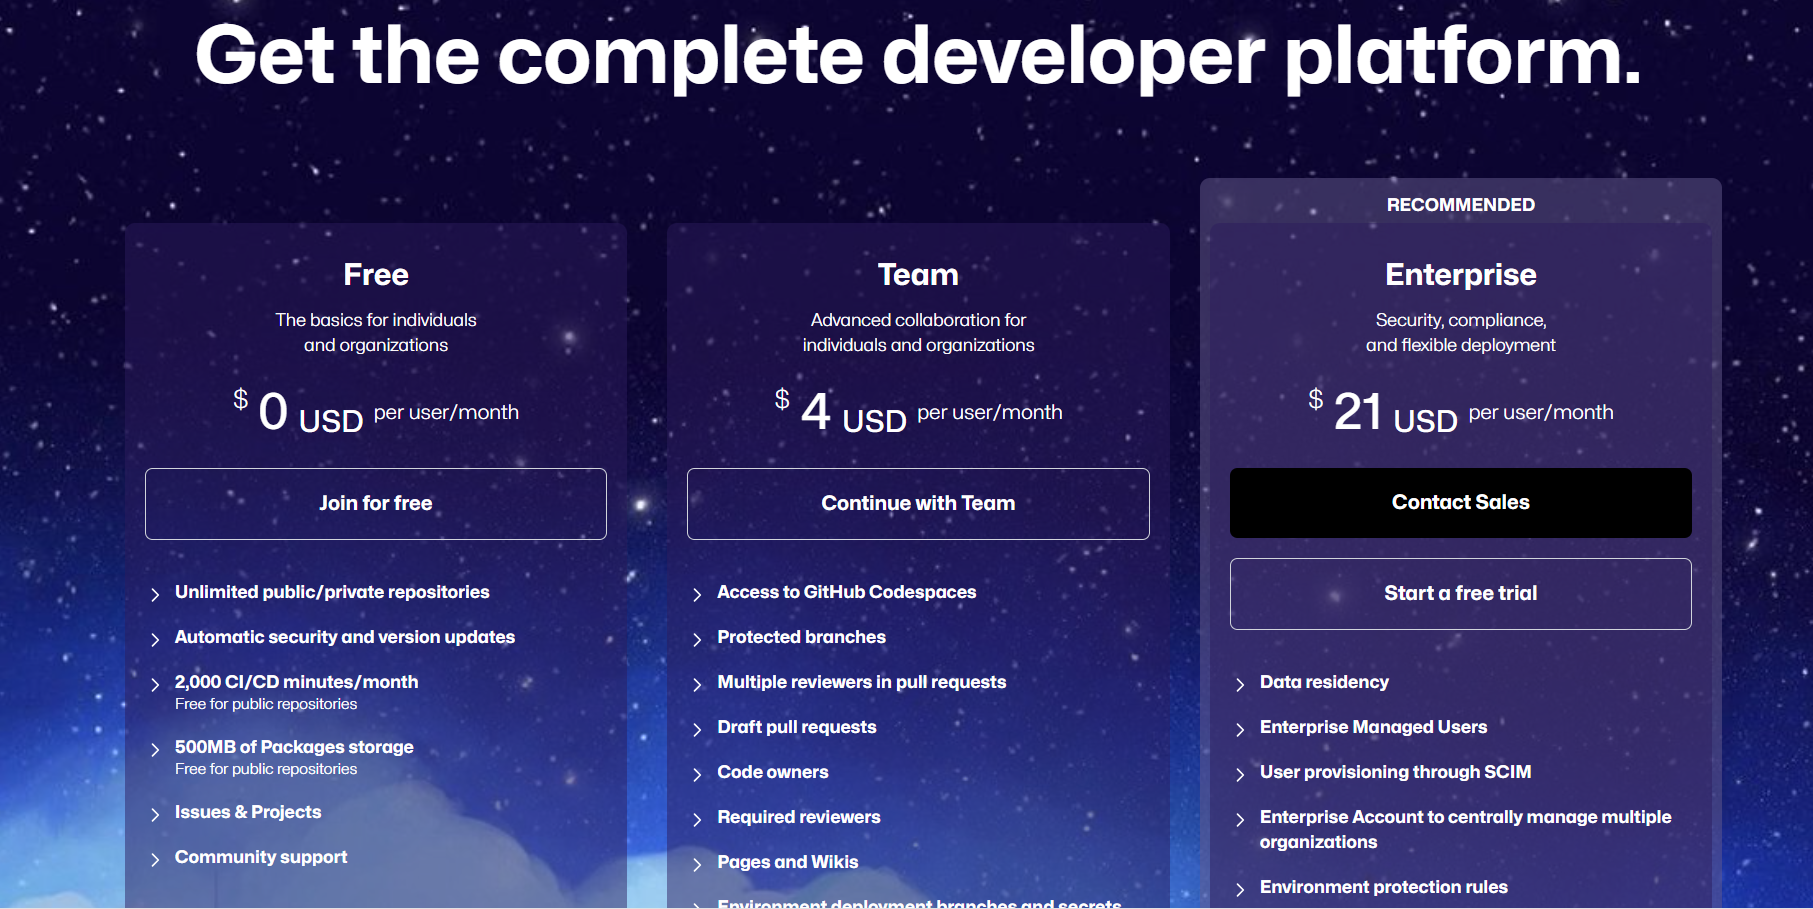 Get the complete developer platform.
Free
The basics for individuals
and organizations
$ 0 USD per user/month
Join for free
Unlimited public/private repositories
Automatic security and version updates
2,000 CI/CD minutes/month
Free for public repositories
500MB of Packages storage
Free for public repositories
Issues & Projects
Community support
Team
Advanced collaboration for
individuals and organizations
$ 4 USD per user/month
Continue with Team
Access to GitHub Codespaces
Protected branches
Multiple reviewers in pull requests
Draft pull requests
Code owners
Required reviewers
Pages and Wikis
Environment deployment branches and secrets
RECOMMENDED
Enterprise
Security, compliance,
and flexible deployment
$ 21 USD per user/month
Contact Sales
Start a free trial
Data residency
Enterprise Managed Users
User provisioning through SCIM
Enterprise Account to centrally manage multiple
organizations
Environment protection rules